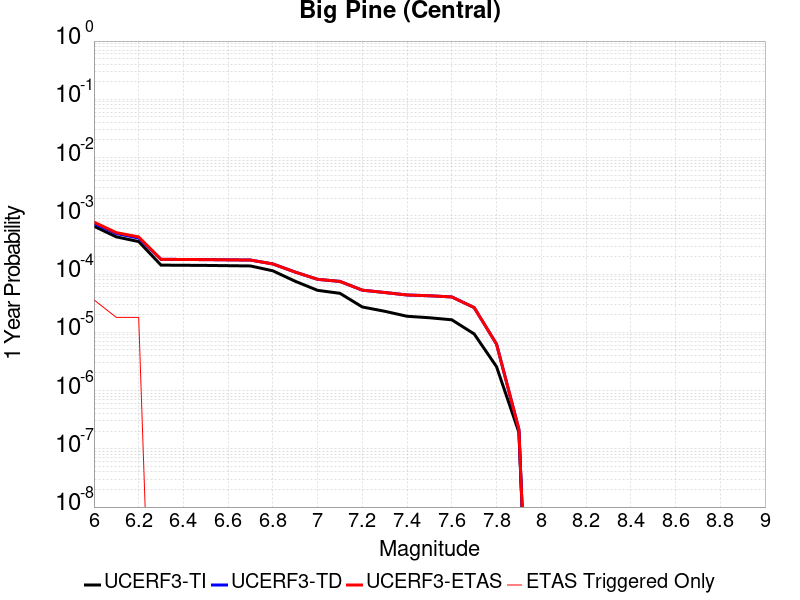 Big Pine (Central)
10^0
10^-1
10^-2
10^-3
10^-4
10^-5
10^-6
10^-7
10^-8
1 Year Probability
6 6.2 6.4 6.6 6.8 7 7.2 7.4 7.6 7.8 8 8.2 8.4 8.6 8.8 9
Magnitude
UCERF3-TI UCERF3-TD UCERF3-ETAS ETAS Triggered Only